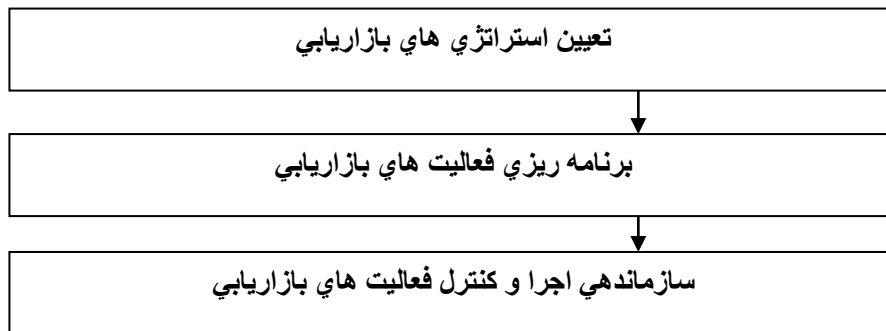 تعيين استراتژي هاي بازاريابي
برنامه ريزي فعاليت هاي بازاريابي
سازماندهي اجرا و كنترل فعاليت هاي بازاريابي